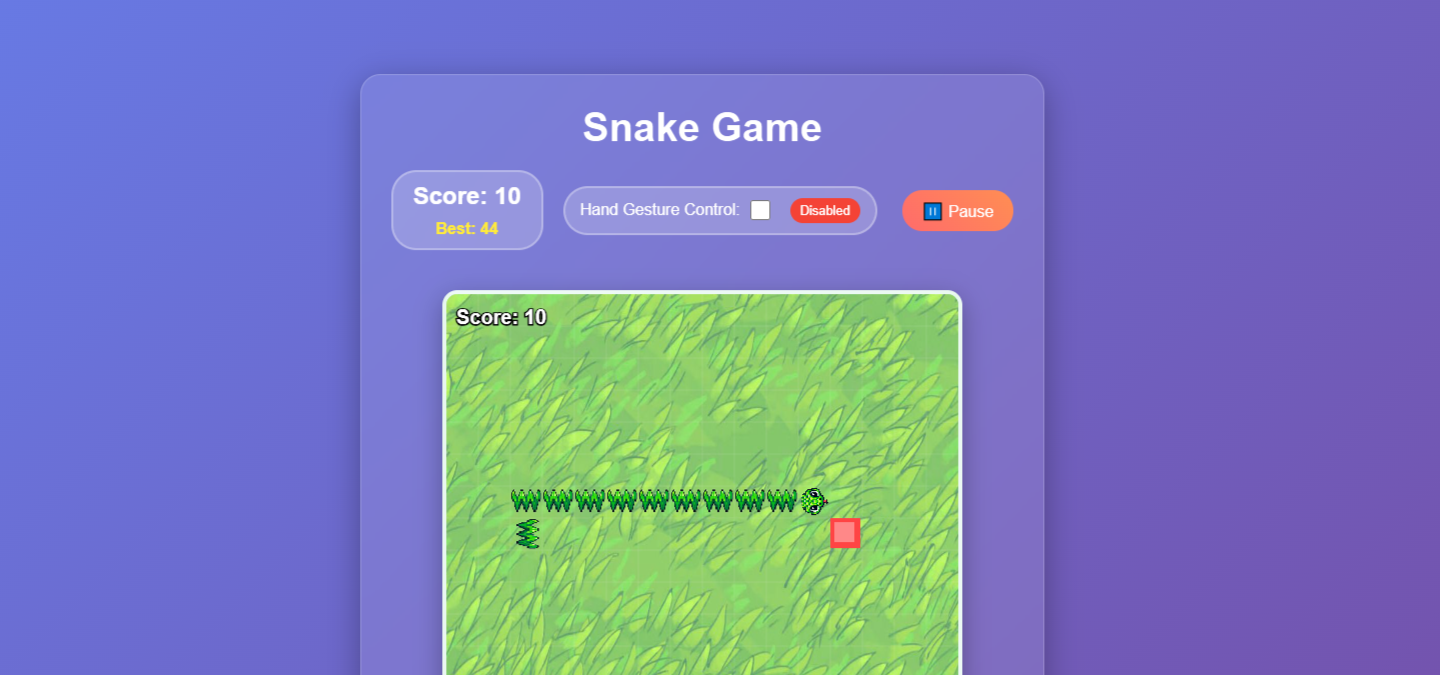 Snake Game
Score: 10
Best: 44
Hand Gesture Control:
Disabled
Pause
Score: 10